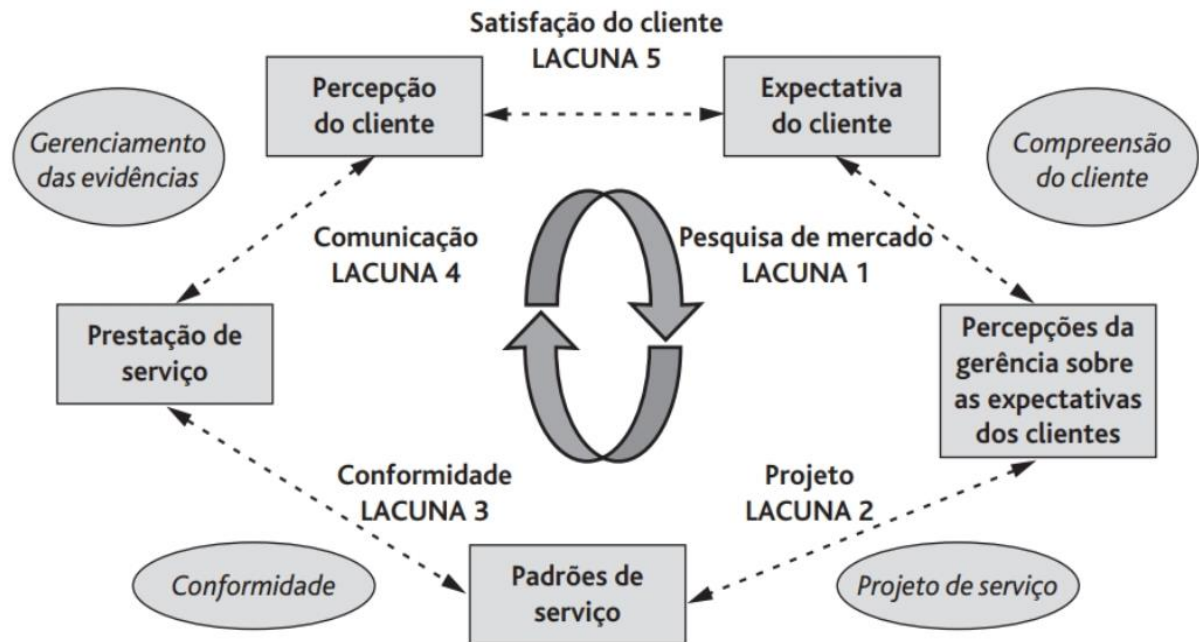 Satisfação do cliente
LACUNA 5
Percepção
do cliente
Expectativa
do cliente
Gerenciamento
das evidências
Compreensão
do cliente
Comunicação
LACUNA 4
Pesquisa de mercado
LACUNA 1
Prestação de
serviço
Percepções da
gerência sobre
as expectativas
dos clientes
Conformidade
LACUNA 3
Projeto
LACUNA 2
Conformidade
Padrões de
serviço
Projeto de serviço